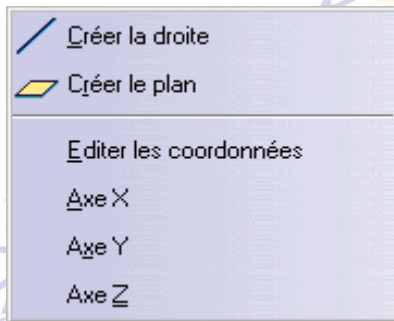 Créer la droite
Créer le plan
Editer les coordonnées
Axe X
Axe Y
Axe Z